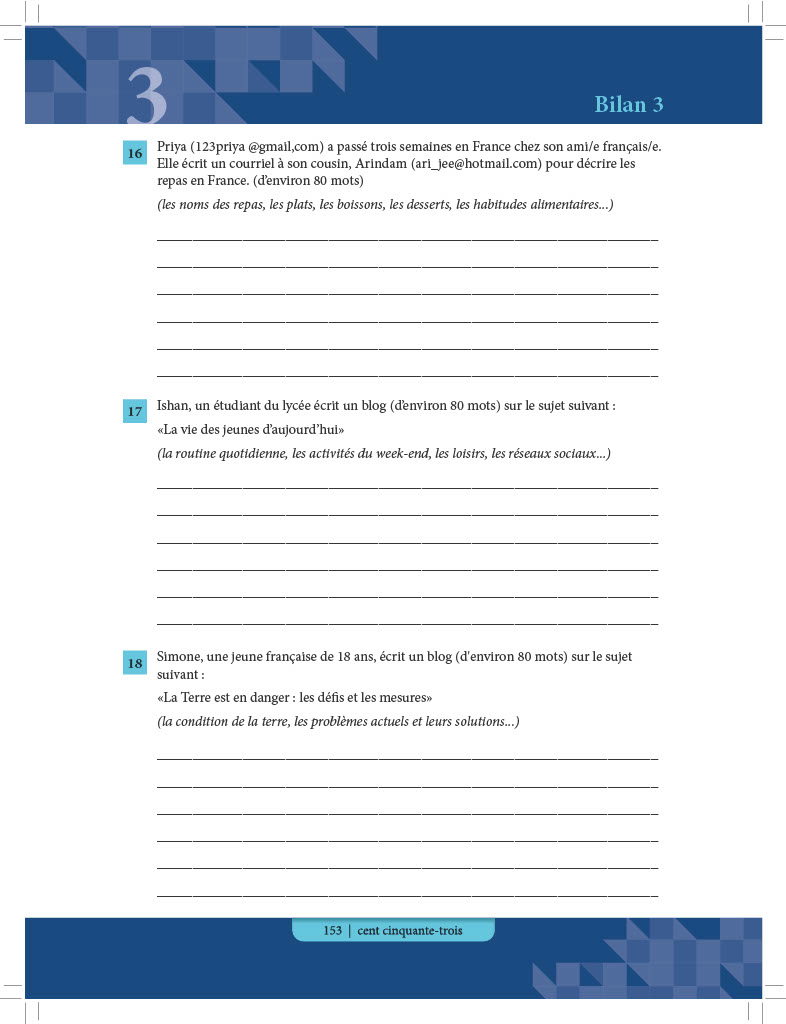 3
Bilan 3
16
Priya (123priya @gmail,com) a passé trois semaines en France chez son ami/e français/e.
Elle écrit un courriel à son cousin, Arindam (ari_jee@hotmail.com) pour décrire les
repas en France. (d’environ 80 mots)
(les noms des repas, les plats, les boissons, les desserts, les habitudes alimentaires...)
17
Ishan, un étudiant du lycée écrit un blog (d’environ 80 mots) sur le sujet suivant :
«La vie des jeunes d’aujourd’hui»
(la routine quotidienne, les activités du week-end, les loisirs, les réseaux sociaux...)
18
Simone, une jeune française de 18 ans, écrit un blog (d'environ 80 mots) sur le sujet
suivant :
«La Terre est en danger : les défis et les mesures»
(la condition de la terre, les problèmes actuels et leurs solutions...)
153 | cent cinquante-trois